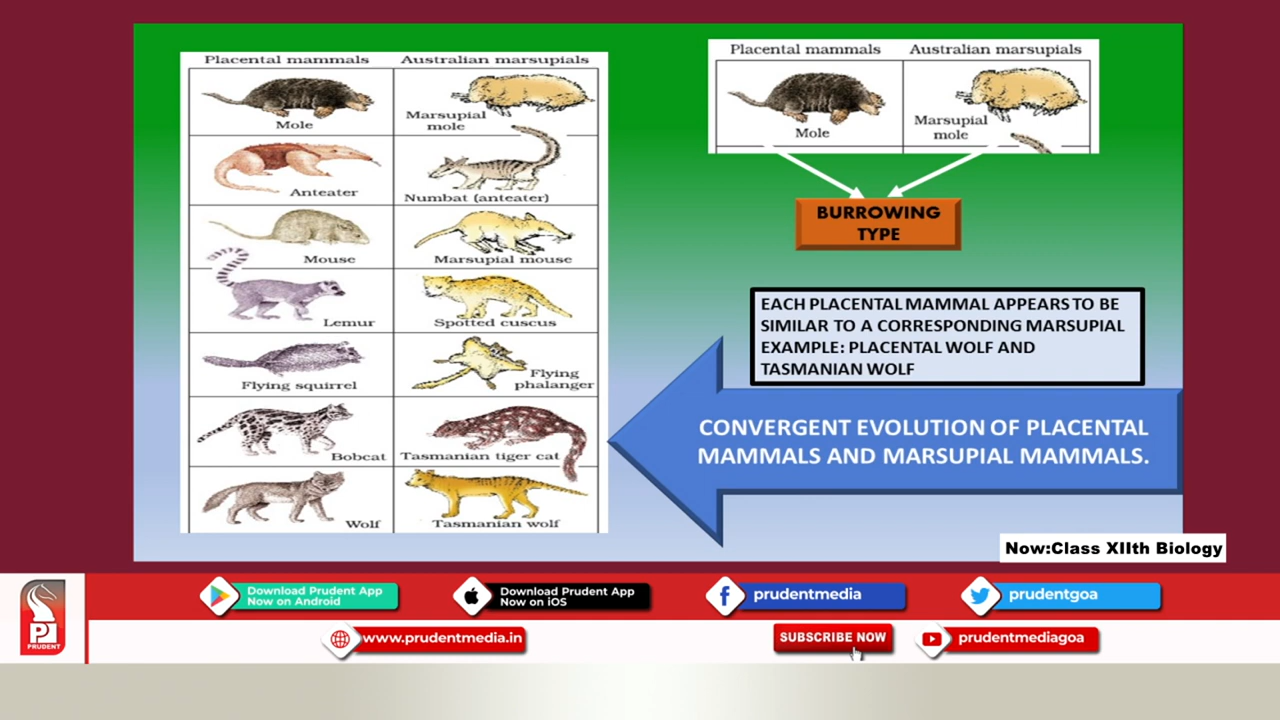 Placental mammals Australian marsupials
Mole
Marsupial
mole
Anteater
Numbat (anteater)
Mouse
Marsupial mouse
Lemur
Spotted cuscus
Flying squirrel
Flying
phalanger
Bobcat
Tasmanian tiger cat
Wolf
Tasmanian wolf
Placental mammals Australian marsupials
Mole
Marsupial
mole
BURROWING
TYPE
EACH PLACENTAL MAMMAL APPEARS TO BE
SIMILAR TO A CORRESPONDING MARSUPIAL
EXAMPLE: PLACENTAL WOLF AND
TASMANIAN WOLF
CONVERGENT EVOLUTION OF PLACENTAL
MAMMALS AND MARSUPIAL MAMMALS.
Now:Class XIIth Biology
PRUDENT
Download Prudent App
Now on Android
Download Prudent App
Now on iOS
prudentmedia
prudentgoa
www.prudentmedia.in
SUBSCRIBE NOW
prudentmediagoa